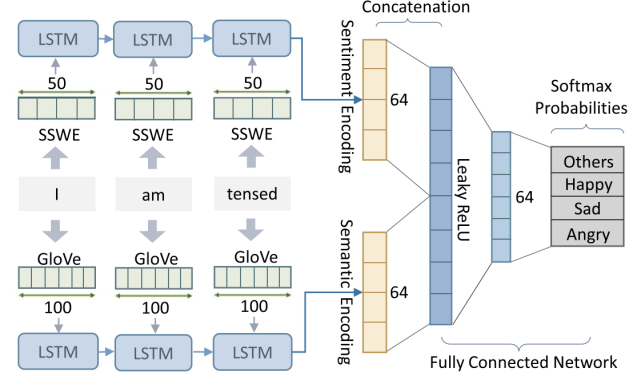 Concatenation
LSTM LSTM LSTM
50 50 50
SSWE SSWE SSWE
I am tensed
GloVe GloVe GloVe
100 100 100
LSTM LSTM LSTM
Sentiment Encoding
64
Semantic Encoding
64
Leaky ReLU
64
Softmax
Probabilities
Others
Happy
Sad
Angry
Fully Connected Network